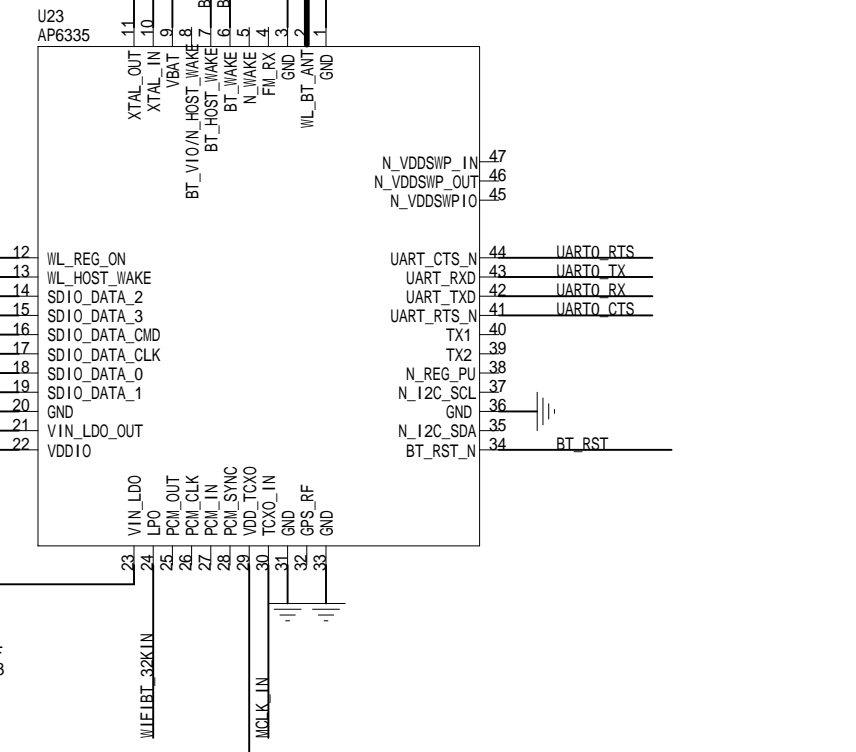 U23
AP6335
11
10
9
8
7
6
5
4
3
2
1
XTAL_OUT
XTAL_IN
VBAT
BT_VIO/N_HOST_WAKE
BT_HOST_WAKE
BT_WAKE
N_WAKE
FM_RX
GND
WL_BT_ANT
GND
N_VDDSWP_IN 47
N_VDDSWP_OUT 46
N_VDDSWPIO 45
12 WL_REG_ON
13 WL_HOST_WAKE
14 SDIO_DATA_2
15 SDIO_DATA_3
16 SDIO_DATA_CMD
17 SDIO_DATA_CLK
18 SDIO_DATA_0
19 SDIO_DATA_1
20 GND
21 VIN_LDO_OUT
22 VDDIO
UART_CTS_N 44 UART0_RTS
UART_RXD 43 UART0_TX
UART_TXD 42 UART0_RX
UART_RTS_N 41 UART0_CTS
TX1 40
TX2 39
N_REG_PU 38
N_I2C_SCL 37
GND 36
N_I2C_SDA 35
BT_RST_N 34 BT_RST
VIN_LDO
LPO
PCM_OUT
PCM_CLK
PCM_IN
PCM_SYNC
VDD_TCXO
TCXO_IN
GND
GPS_RF
GND
23
24
25
26
27
28
29
30
31
32
33
WIFIBT_32KIN
MCLK_IN